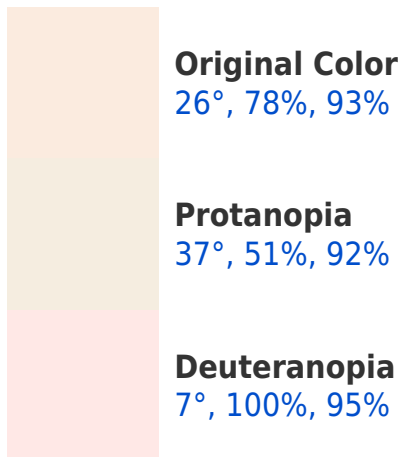 Original Color
26°, 78%, 93%
Protanopia
37°, 51%, 92%
Deuteranopia
7°, 100%, 95%